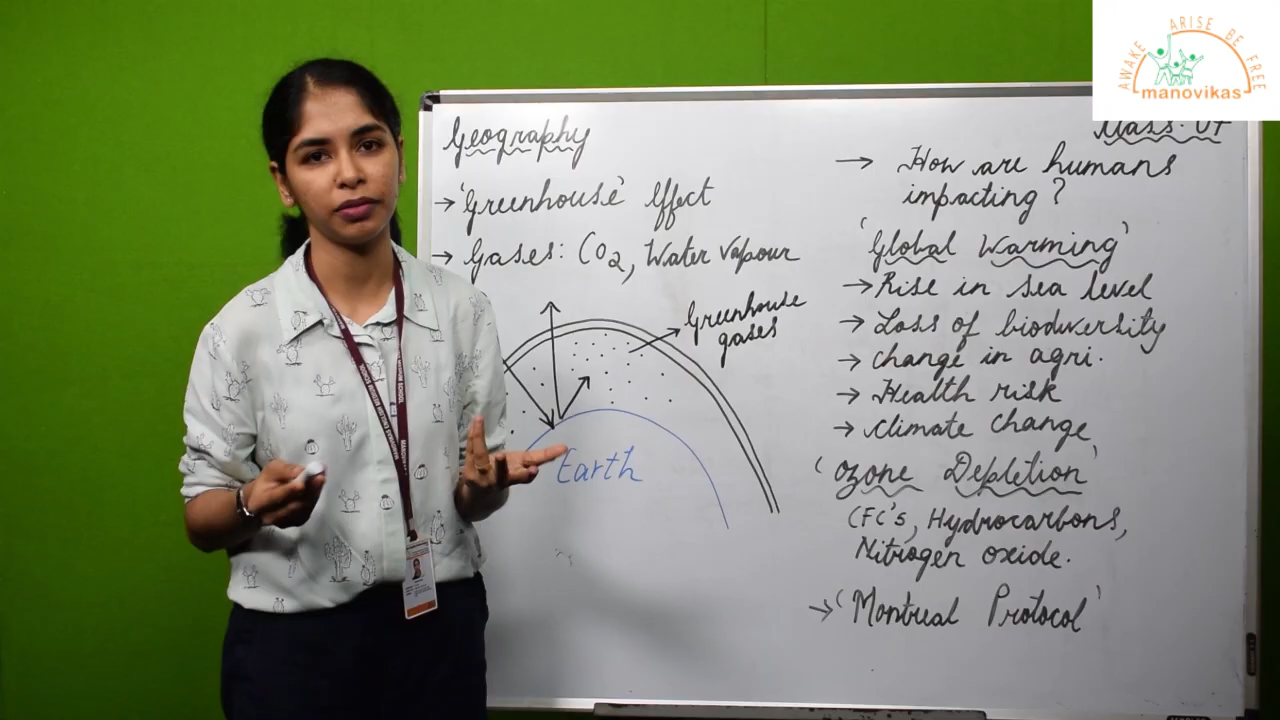 Geography
→ 'Greenhouse' Effect
→ Gases: CO₂, Water vapour
Greenhouse
gases
Earth
→ How are humans
impacting?
'Global Warming'
→ Rise in sea level
→ Loss of biodiversity
→ change in agri.
→ Health risk
→ climate change
'Ozone Depletion'
CFC's, Hydrocarbons,
Nitrogen oxide.
→ 'Montreal Protocol'
AWAKE ARISE BE FREE
manovikas